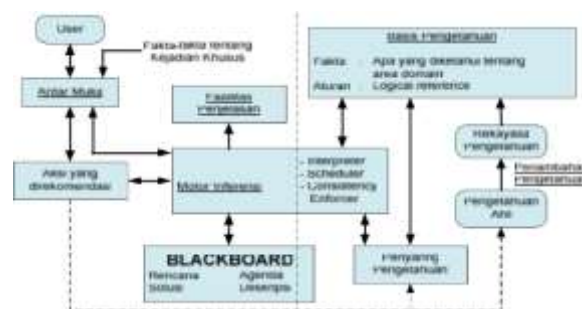 User
Fakta-fakta tentang
Kejadian Khusus
Antar Muka
Fasilitas
Penjelasan
Basis Pengetahuan
Fakta : Apa yang diketahui tentang
area domain
Aturan : Logical reference
Rekayasa
Pengetahuan
Penambahan
Pengetahuan
Pengetahuan
Ahli
Aksi yang
direkomendasi
Motor Inferensi
- Interpreter
- Scheduler
- Consistency
Enforcer
BLACKBOARD
Rencana Agenda
Solusi Deskripsi
Penyaring
Pengetahuan